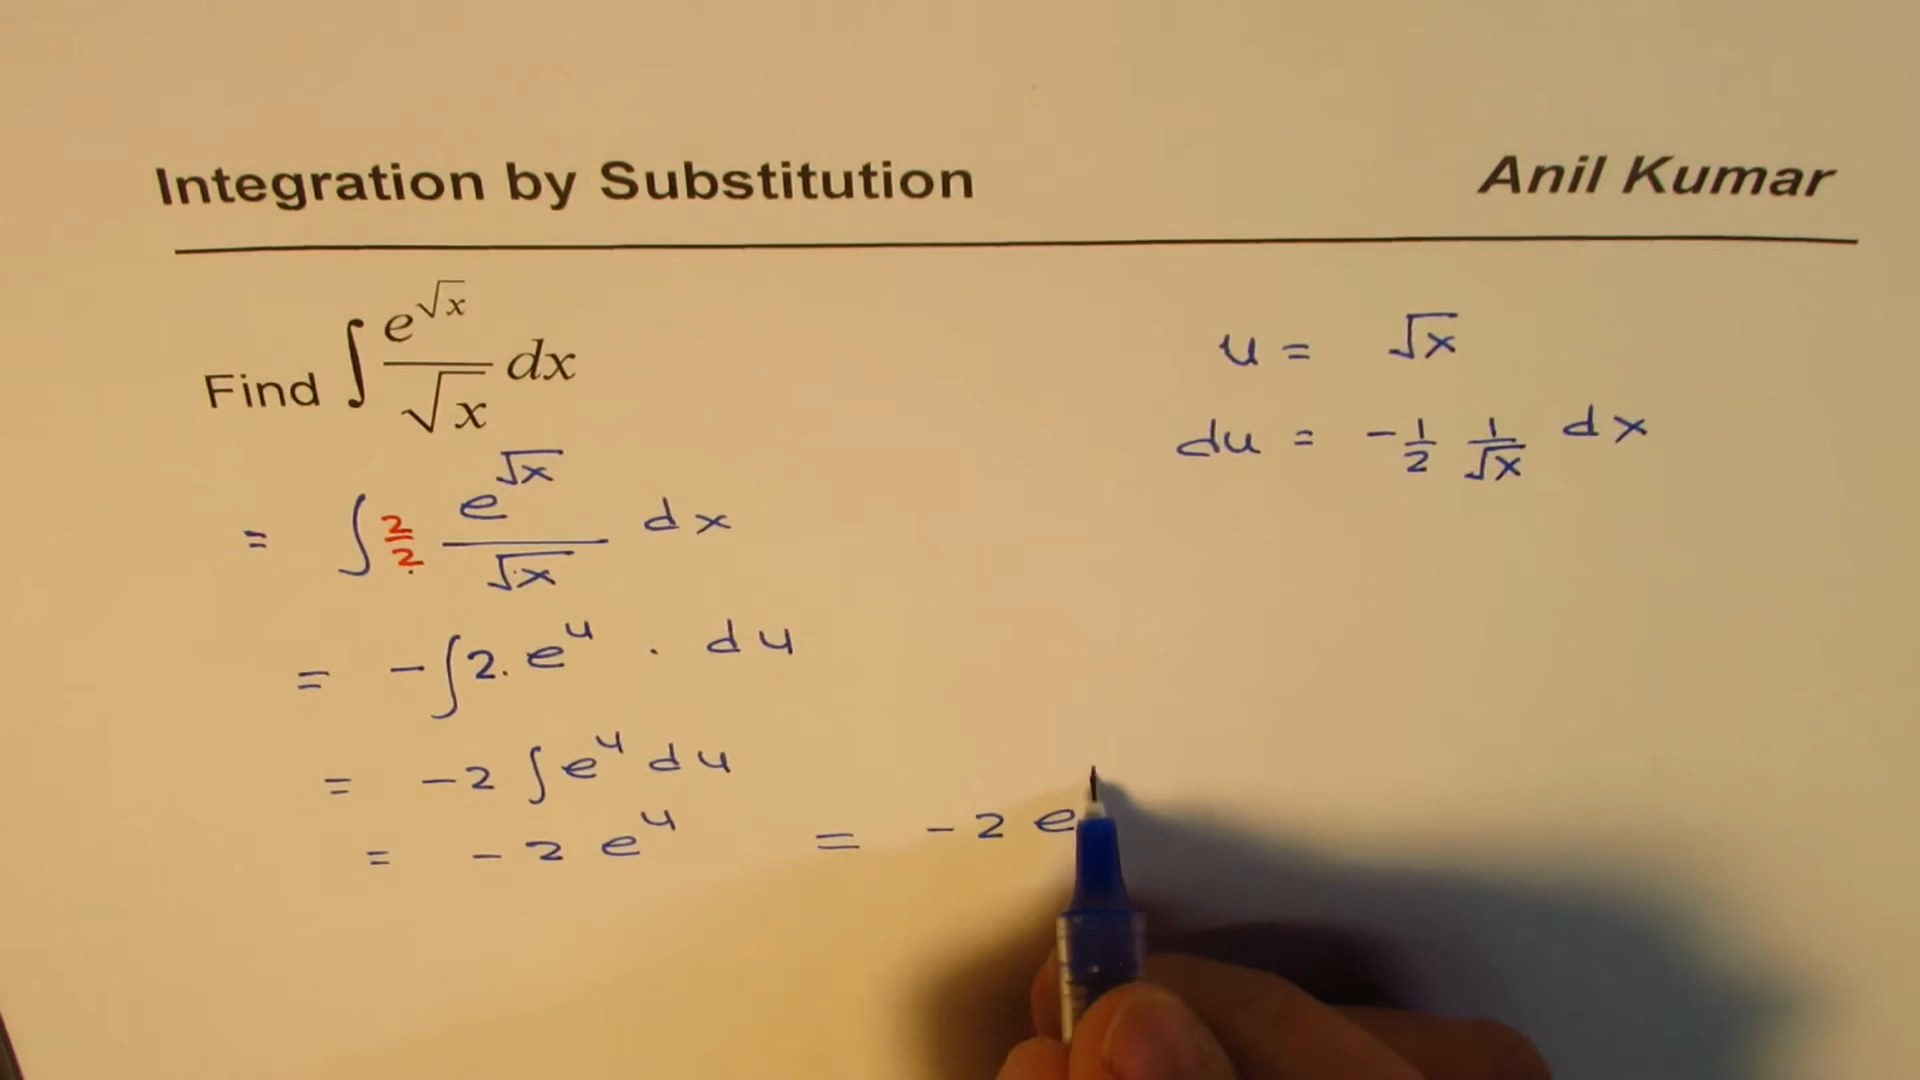 Integration by Substitution Anil Kumar
Find ∫ e^√x / √x dx
u = √x
du = -1/2 1/√x dx
= ∫ 2/2 e^√x / √x dx
= -∫ 2. e^u . du
= -2 ∫ e^u du
= -2 e^u = -2 e